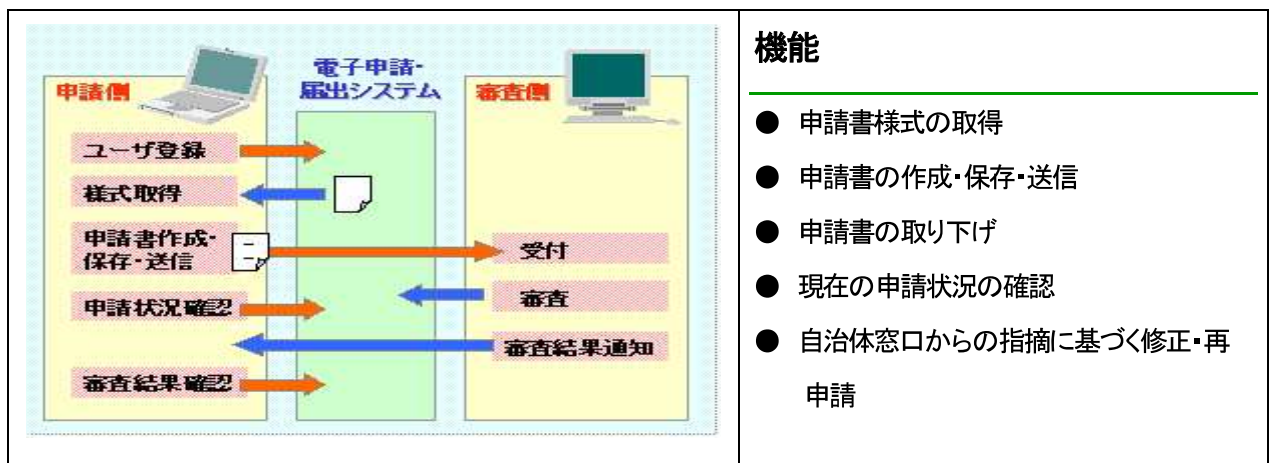 電子申請・
届出システム
申請側
審査側
ユーザ登録
様式取得
申請書作成・
保存・送信
受付
申請状況確認
審査
審査結果通知
審査結果確認
機能
● 申請書様式の取得
● 申請書の作成・保存・送信
● 申請書の取り下げ
● 現在の申請状況の確認
● 自治体窓口からの指摘に基づく修正・再
申請